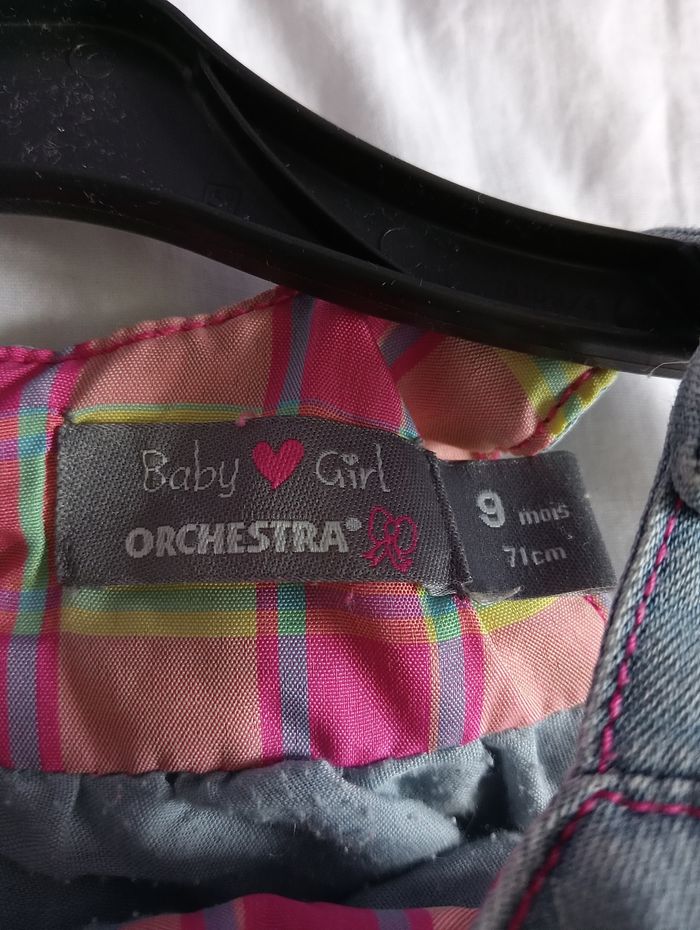 Baby Girl
ORCHESTRA®
9 mois
71cm